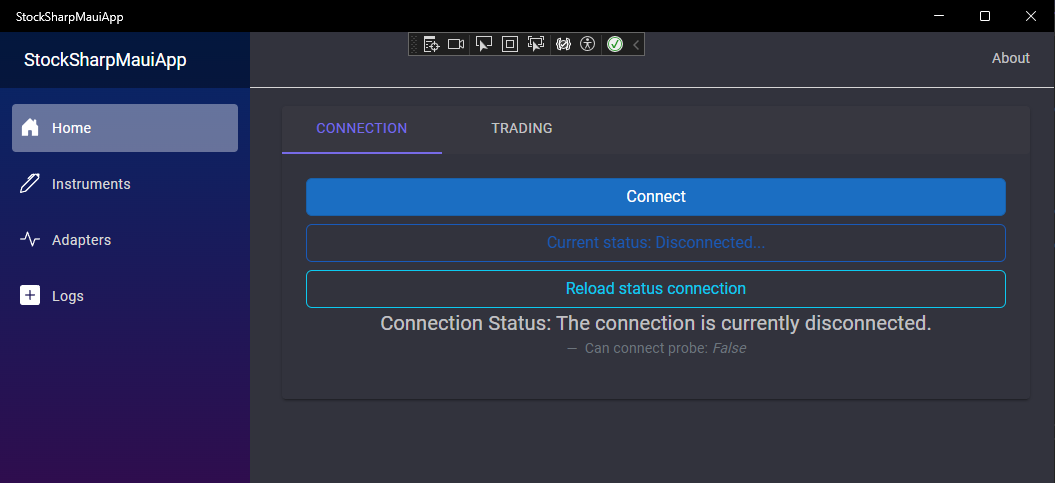 StockSharpMauiApp
StockSharpMauiApp
About
Home
Instruments
Adapters
Logs
CONNECTION TRADING
Connect
Current status: Disconnected...
Reload status connection
Connection Status: The connection is currently disconnected.
— Can connect probe: False